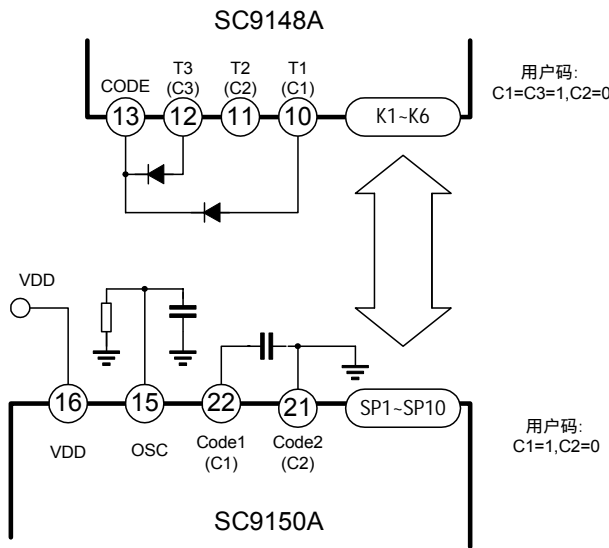 SC9148A
CODE
T3
(C3)
T2
(C2)
T1
(C1)
13
12
11
10
K1~K6
用户码:
C1=C3=1,C2=0
VDD
16
15
22
21
SP1~SP10
VDD
OSC
Code1
(C1)
Code2
(C2)
用户码:
C1=1,C2=0
SC9150A